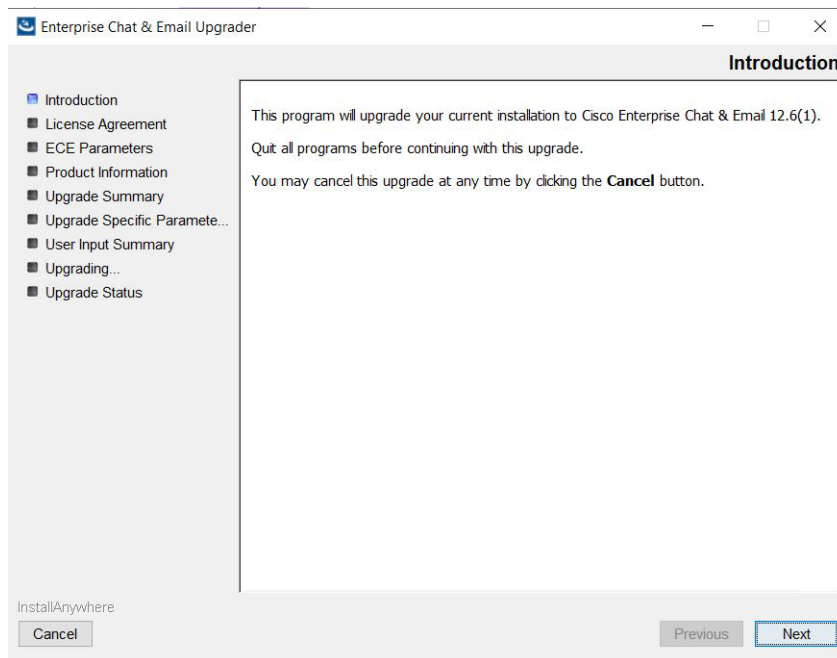 Enterprise Chat & Email Upgrader
Introduction
Introduction
License Agreement
ECE Parameters
Product Information
Upgrade Summary
Upgrade Specific Paramete...
User Input Summary
Upgrading...
Upgrade Status
This program will upgrade your current installation to Cisco Enterprise Chat & Email 12.6(1).
Quit all programs before continuing with this upgrade.
You may cancel this upgrade at any time by clicking the Cancel button.
InstallAnywhere
Cancel
Previous
Next